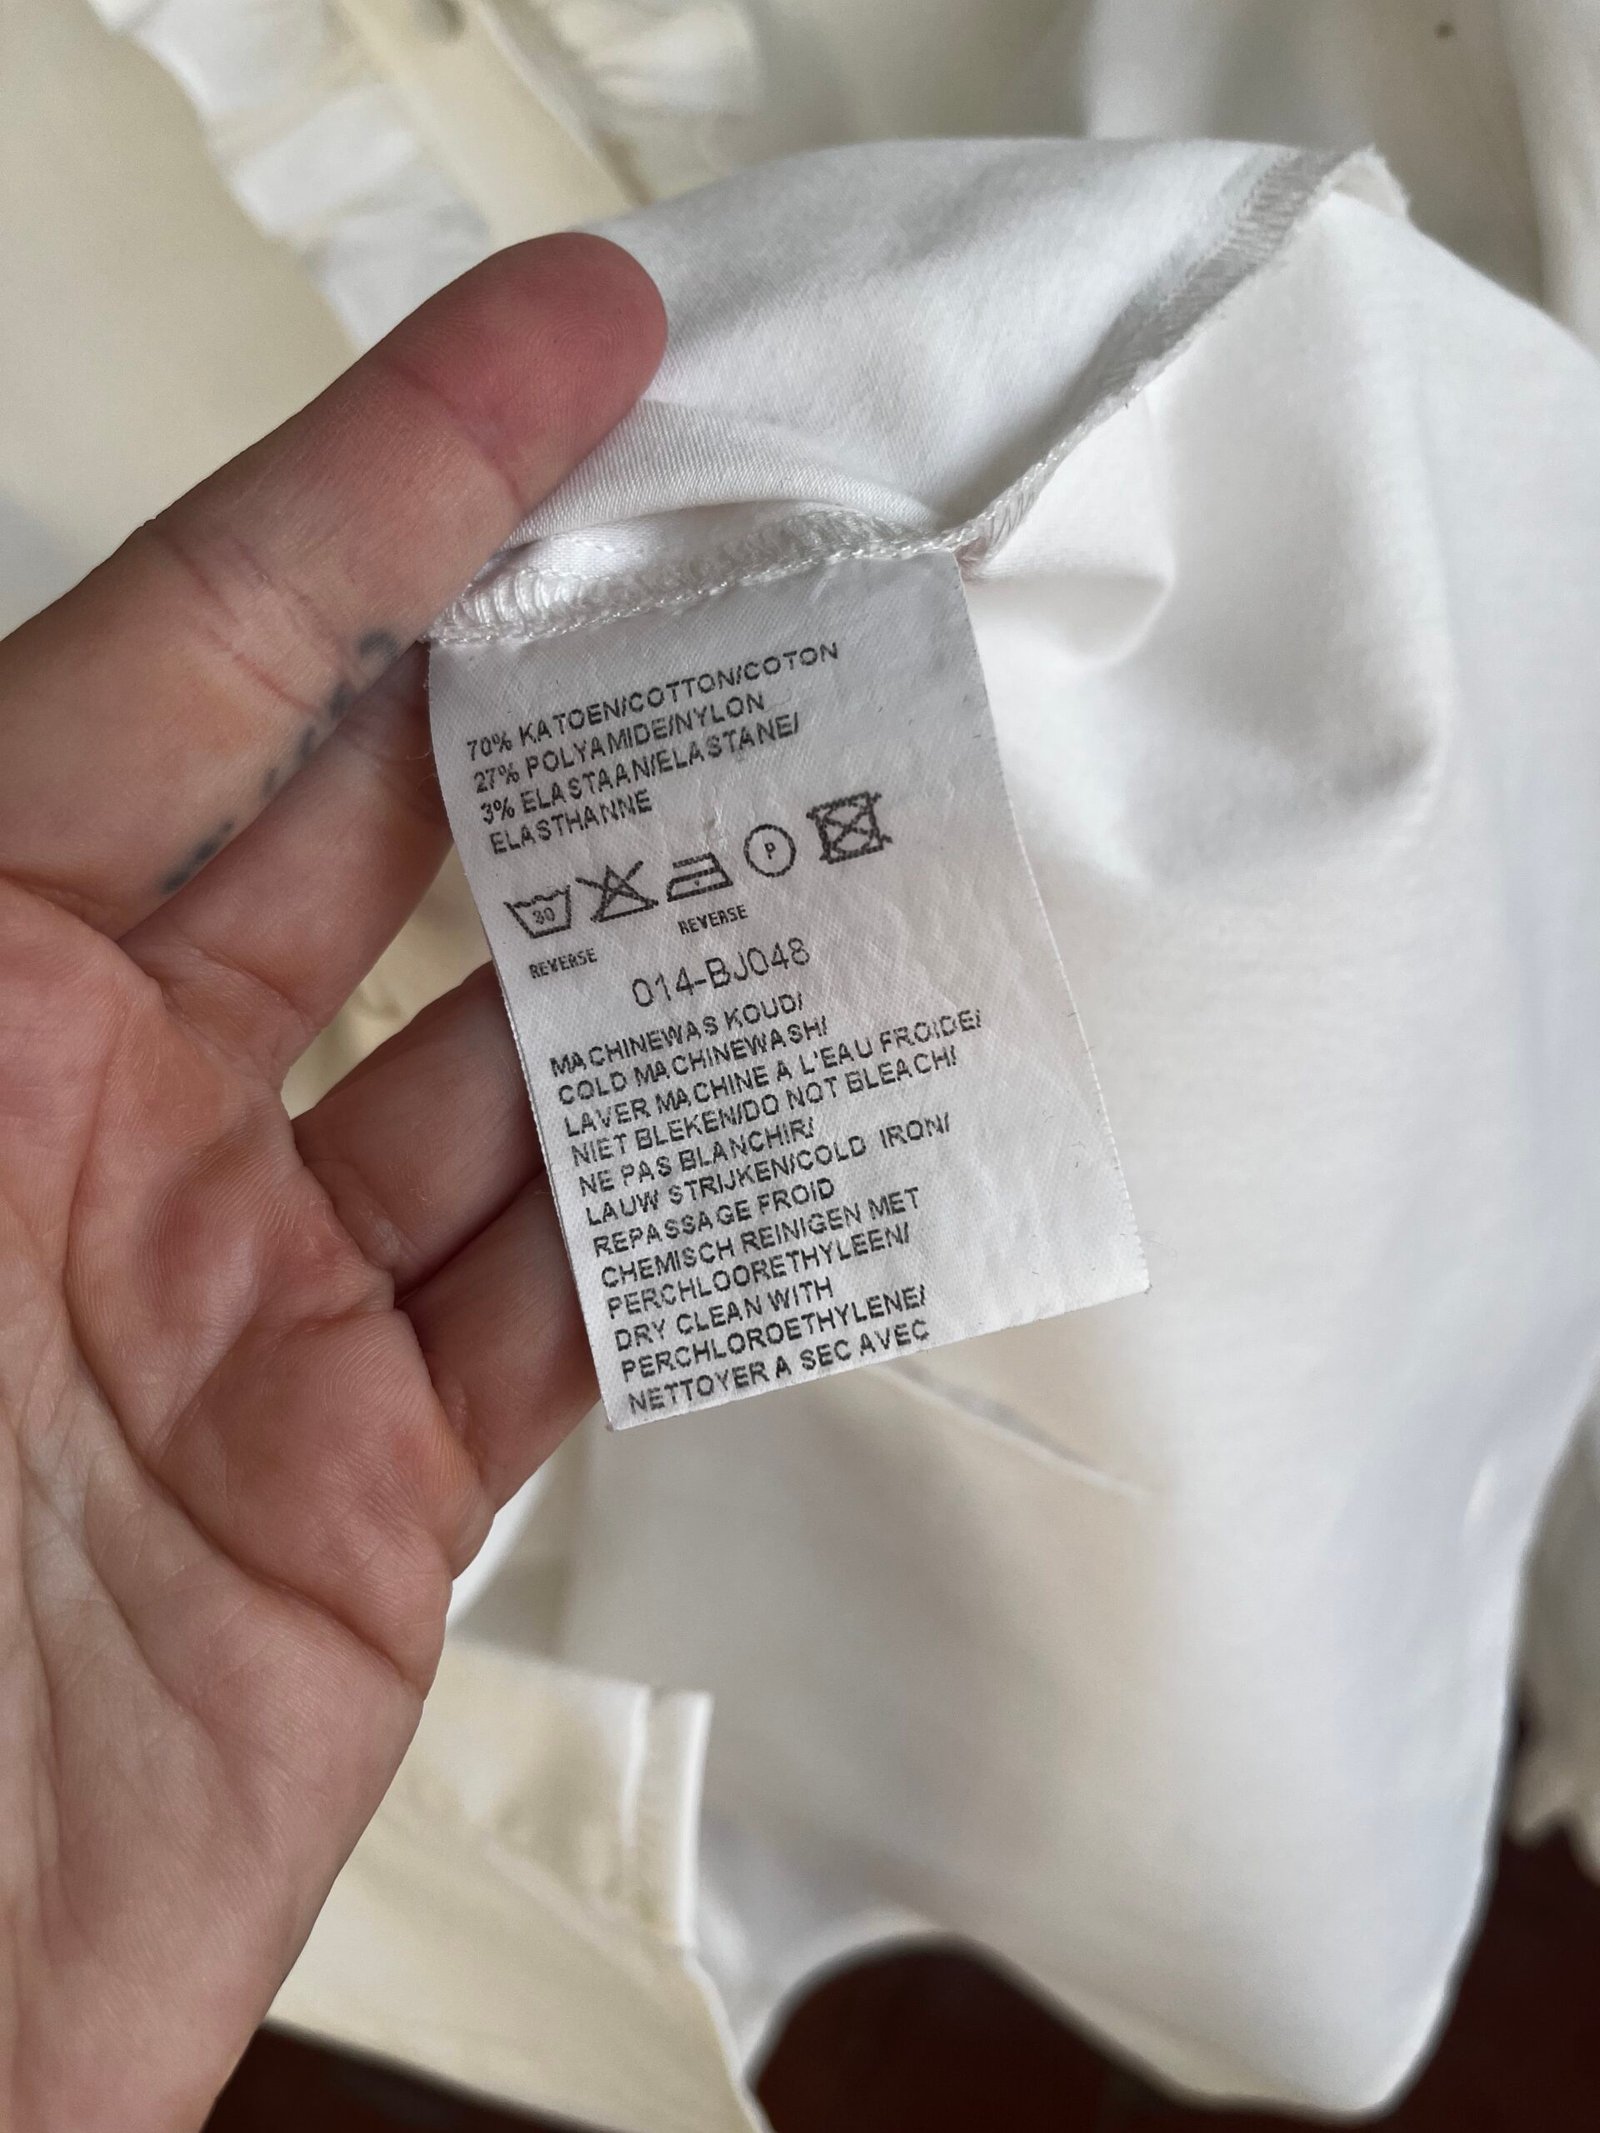 70% KATOEN/COTTON/COTON
27% POLYAMIDE/NYLON
3% ELASTAAN/ELASTANE/
ELASTHANNE
30 P
REVERSE REVERSE
014-BJ048
MACHINEWAS KOUD/
COLD MACHINEWASH/
LAVER MACHINE A L'EAU FROIDE/
NIET BLEKEN/DO NOT BLEACH/
NE PAS BLANCHIR/
LAUW STRIJKEN/COLD IRON/
REPASSAGE FROID
CHEMISCH REINIGEN MET
PERCHLOORETHYLEEN/
DRY CLEAN WITH
PERCHLOROETHYLENE/
NETTOYER A SEC AVEC